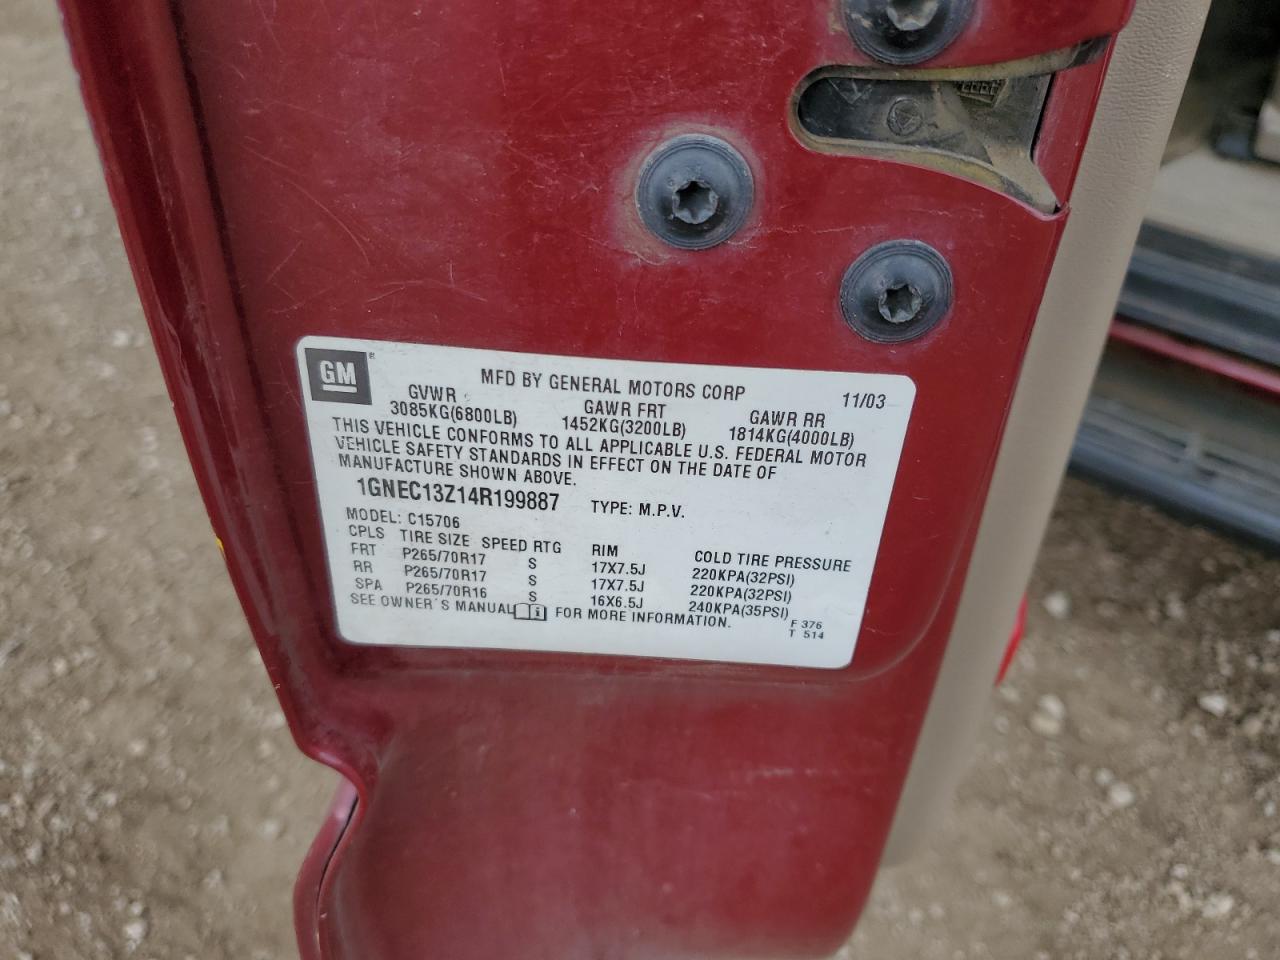 GM ®
MFD BY GENERAL MOTORS CORP 11/03
GVWR GAWR FRT GAWR RR
3085KG(6800LB) 1452KG(3200LB) 1814KG(4000LB)
THIS VEHICLE CONFORMS TO ALL APPLICABLE U.S. FEDERAL MOTOR
VEHICLE SAFETY STANDARDS IN EFFECT ON THE DATE OF
MANUFACTURE SHOWN ABOVE.
1GNEC13Z14R199887 TYPE: M.P.V.
MODEL: C15706
CPLS TIRE SIZE SPEED RTG RIM COLD TIRE PRESSURE
FRT P265/70R17 S 17X7.5J 220KPA(32PSI)
RR P265/70R17 S 17X7.5J 220KPA(32PSI)
SPA P265/70R16 S 16X6.5J 240KPA(35PSI)
SEE OWNER'S MANUAL i FOR MORE INFORMATION.
F 376
T 514